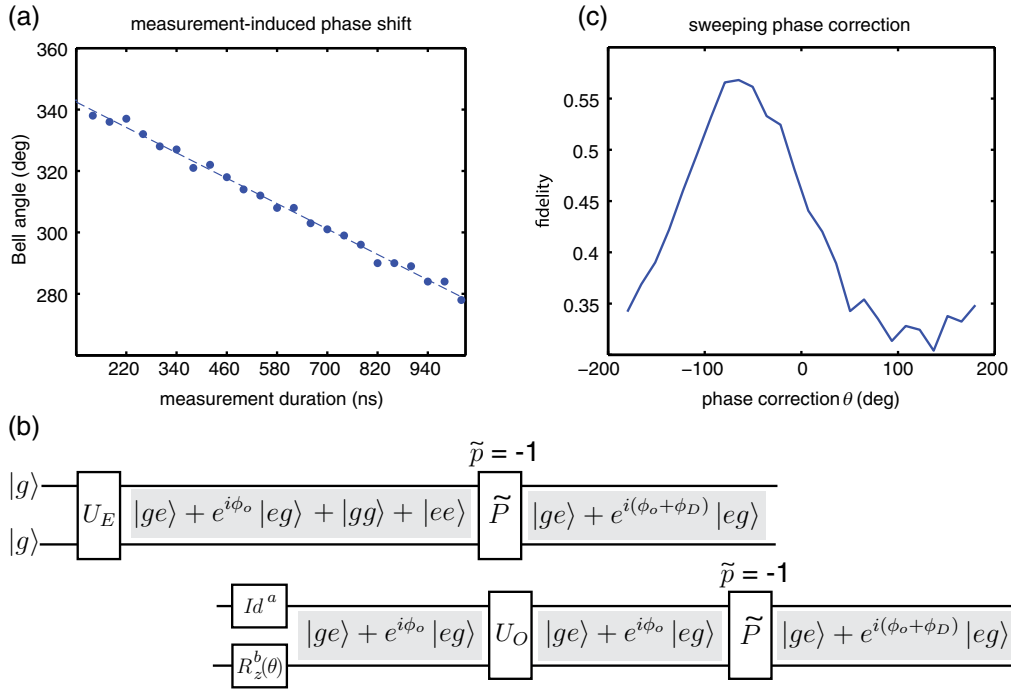 (a)
measurement-induced phase shift
360
340
320
300
280
Bell angle (deg)
220 340 460 580 700 820 940
measurement duration (ns)
(c)
sweeping phase correction
0.55
0.5
0.45
0.4
0.35
fidelity
−200 −100 0 100 200
phase correction θ (deg)
(b)
p̃ = -1
|g⟩
|g⟩
U_E
|ge⟩ + e^{iϕ_o} |eg⟩ + |gg⟩ + |ee⟩
P̃
|ge⟩ + e^{i(ϕ_o+ϕ_D)} |eg⟩
p̃ = -1
Id^a
R_z^b(θ)
|ge⟩ + e^{iϕ_o} |eg⟩
U_O
|ge⟩ + e^{iϕ_o} |eg⟩
P̃
|ge⟩ + e^{i(ϕ_o+ϕ_D)} |eg⟩